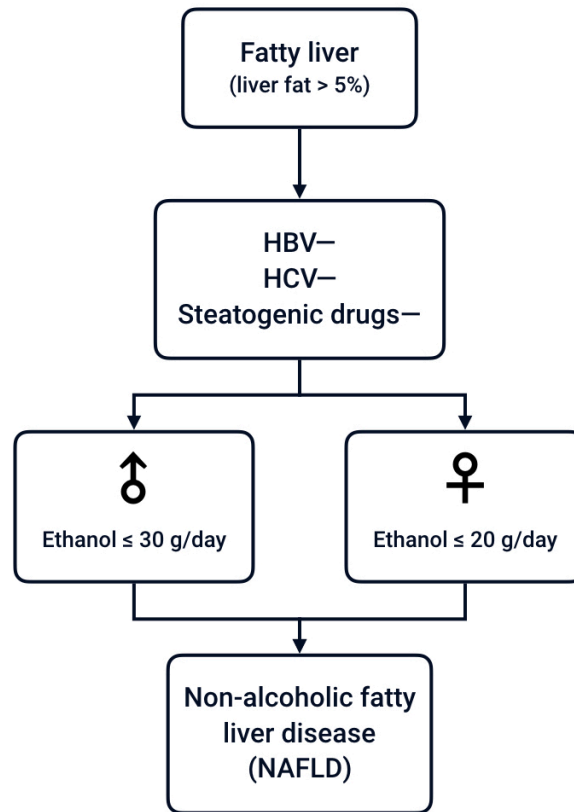 Fatty liver
(liver fat > 5%)
HBV—
HCV—
Steatogenic drugs—
Ethanol ≤ 30 g/day
Ethanol ≤ 20 g/day
Non-alcoholic fatty
liver disease
(NAFLD)